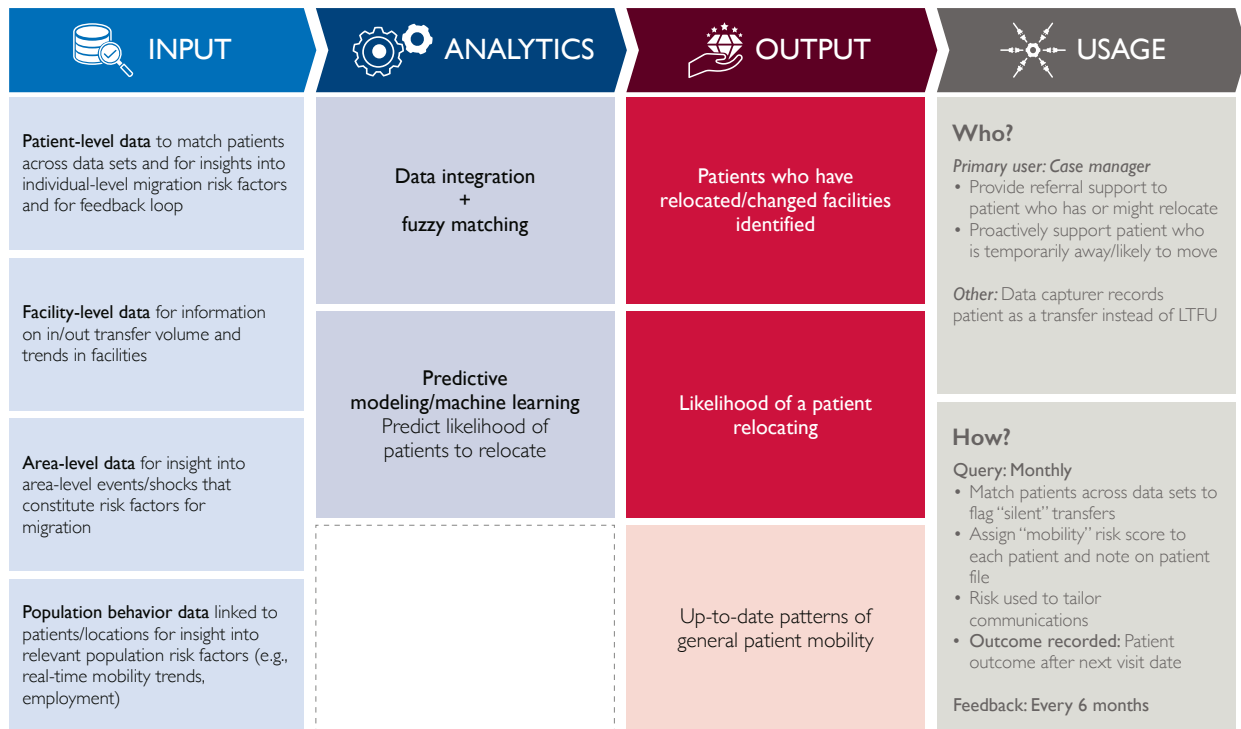 INPUT
ANALYTICS
OUTPUT
USAGE
Patient-level data to match patients
across data sets and for insights into
individual-level migration risk factors
and for feedback loop
Facility-level data for information
on in/out transfer volume and
trends in facilities
Area-level data for insight into
area-level events/shocks that
constitute risk factors for
migration
Population behavior data linked to
patients/locations for insight into
relevant population risk factors (e.g.,
real-time mobility trends,
employment)
Data integration
+
fuzzy matching
Predictive
modeling/machine learning
Predict likelihood of
patients to relocate
Patients who have
relocated/changed facilities
identified
Likelihood of a patient
relocating
Up-to-date patterns of
general patient mobility
Who?
Primary user: Case manager
• Provide referral support to
patient who has or might relocate
• Proactively support patient who
is temporarily away/likely to move
Other: Data capturer records
patient as a transfer instead of LTFU
How?
Query: Monthly
• Match patients across data sets to
flag “silent” transfers
• Assign “mobility” risk score to
each patient and note on patient
file
• Risk used to tailor
communications
• Outcome recorded: Patient
outcome after next visit date
Feedback: Every 6 months